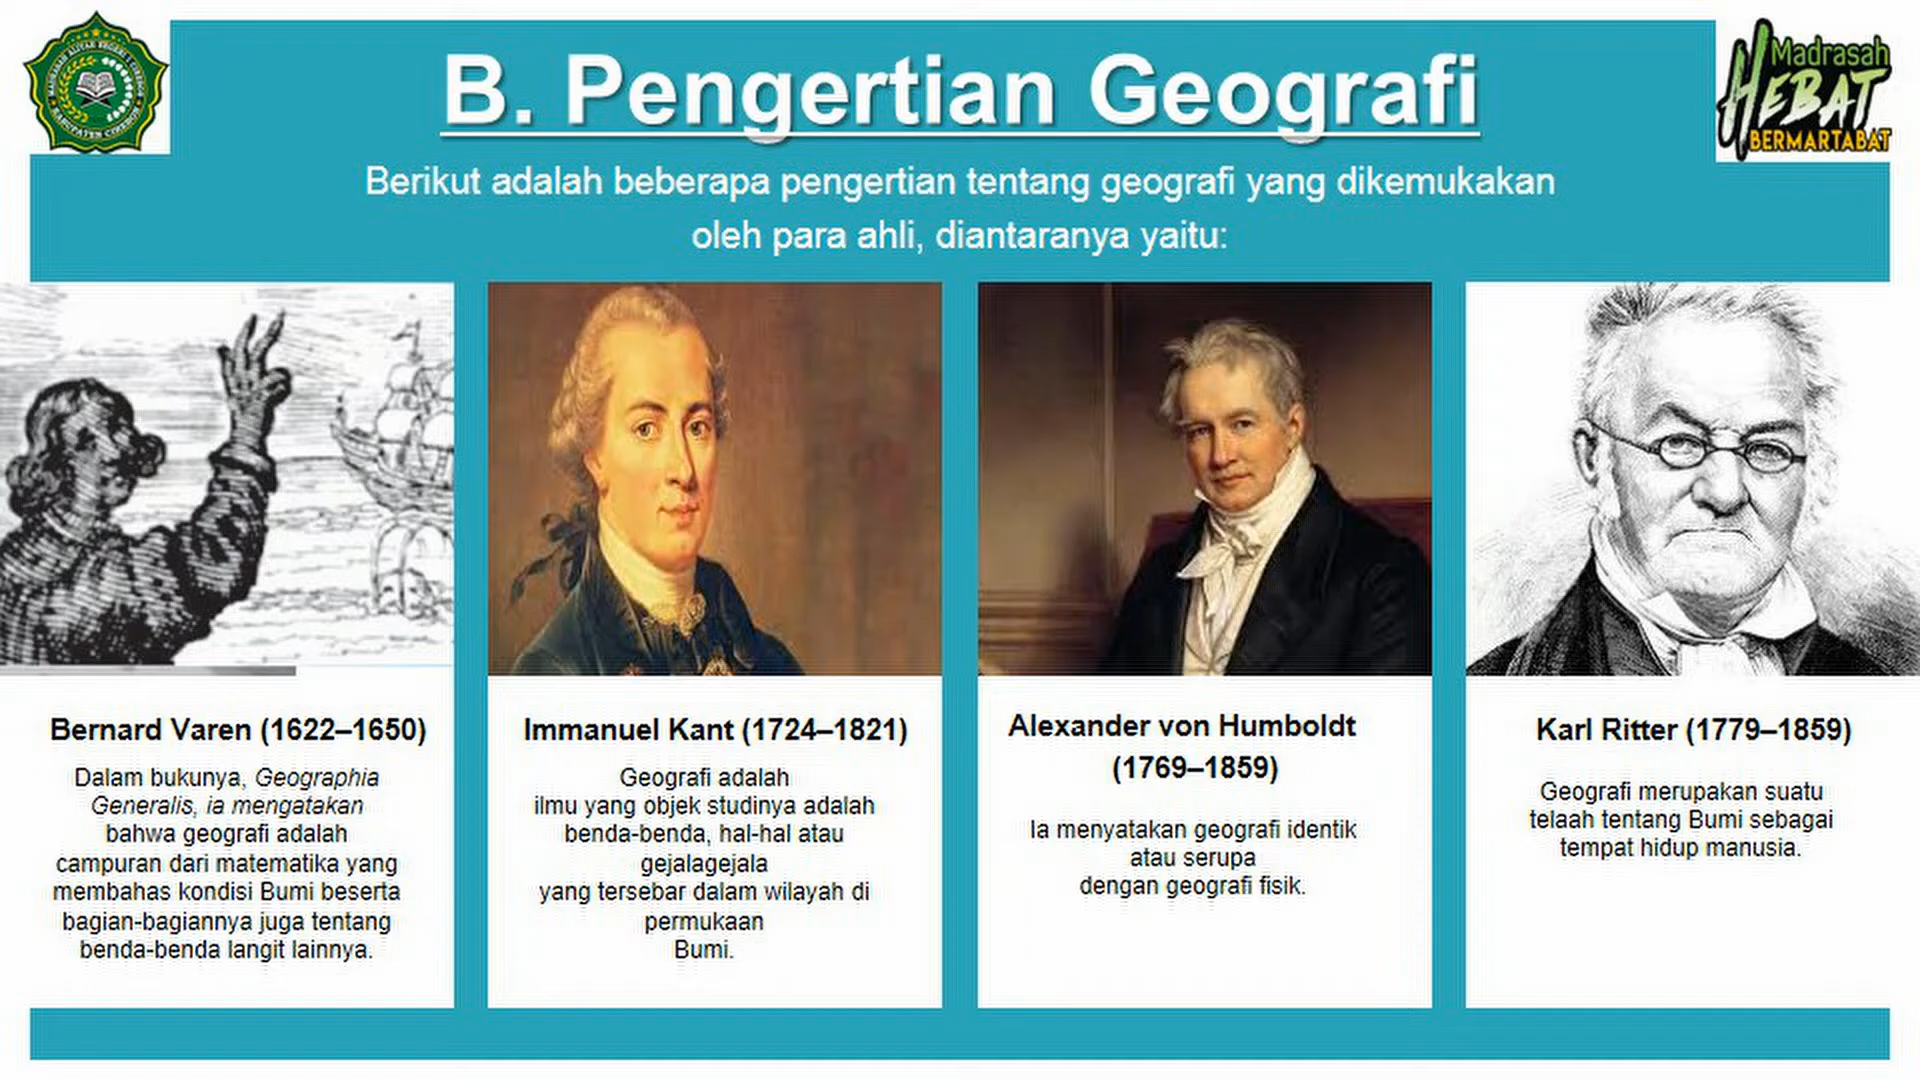 B. Pengertian Geografi
Madrasah
HEBAT
BERMARTABAT
Berikut adalah beberapa pengertian tentang geografi yang dikemukakan
oleh para ahli, diantaranya yaitu:
Bernard Varen (1622–1650)
Dalam bukunya, Geographia
Generalis, ia mengatakan
bahwa geografi adalah
campuran dari matematika yang
membahas kondisi Bumi beserta
bagian-bagiannya juga tentang
benda-benda langit lainnya.
Immanuel Kant (1724–1821)
Geografi adalah
ilmu yang objek studinya adalah
benda-benda, hal-hal atau
gejalagejala
yang tersebar dalam wilayah di
permukaan
Bumi.
Alexander von Humboldt
(1769–1859)
Ia menyatakan geografi identik
atau serupa
dengan geografi fisik.
Karl Ritter (1779–1859)
Geografi merupakan suatu
telaah tentang Bumi sebagai
tempat hidup manusia.